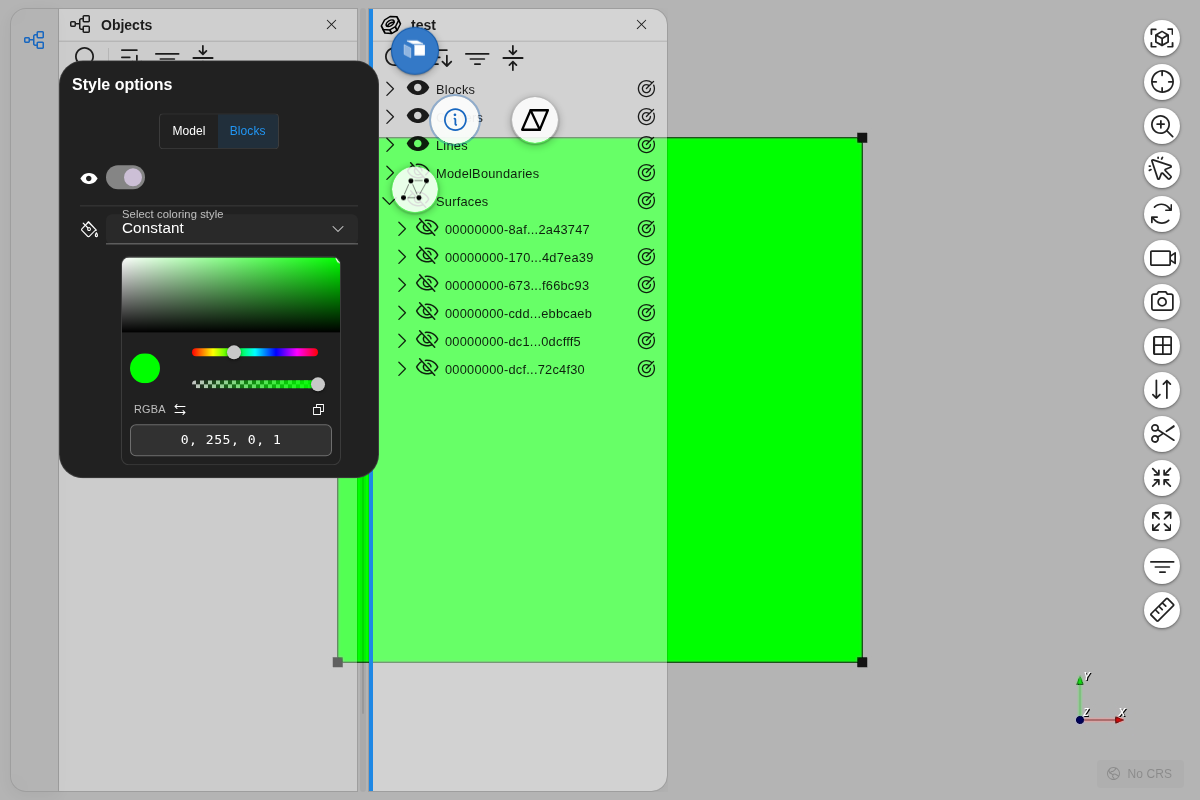 Objects
test
Style options
Model
Blocks
Select coloring style
Constant
RGBA
0, 255, 0, 1
Blocks
Lines
ModelBoundaries
Surfaces
00000000-8af...2a43747
00000000-170...4d7ea39
00000000-673...f66bc93
00000000-cdd...ebbcaeb
00000000-dc1...0dcfff5
00000000-dcf...72c4f30
Y
Z
X
No CRS